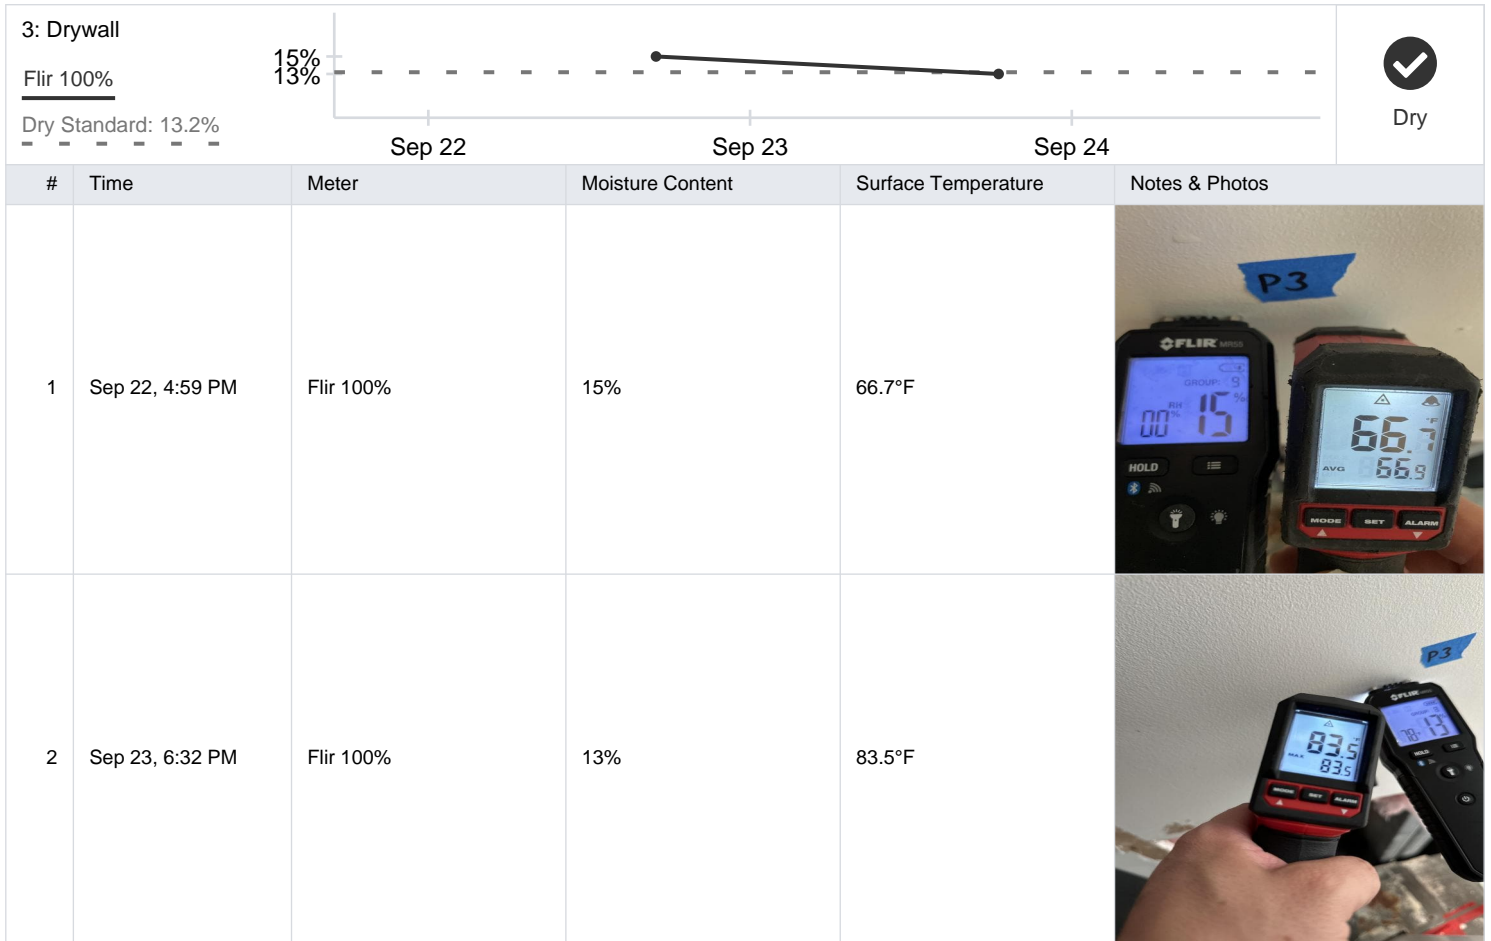 3: Drywall
Flir 100%
Dry Standard: 13.2%
15%
13%
Sep 22
Sep 23
Sep 24
Dry
# Time Meter Moisture Content Surface Temperature Notes & Photos
1 Sep 22, 4:59 PM Flir 100% 15% 66.7°F
P3
FLIR MR55
GROUP: 9
RH
00% 15%
HOLD
66.7 °F
AVG 66.9
MODE SET ALARM
2 Sep 23, 6:32 PM Flir 100% 13% 83.5°F
P3
FLIR
13%
HOLD
83.5 °F
MAX 83.5
MODE SET ALARM